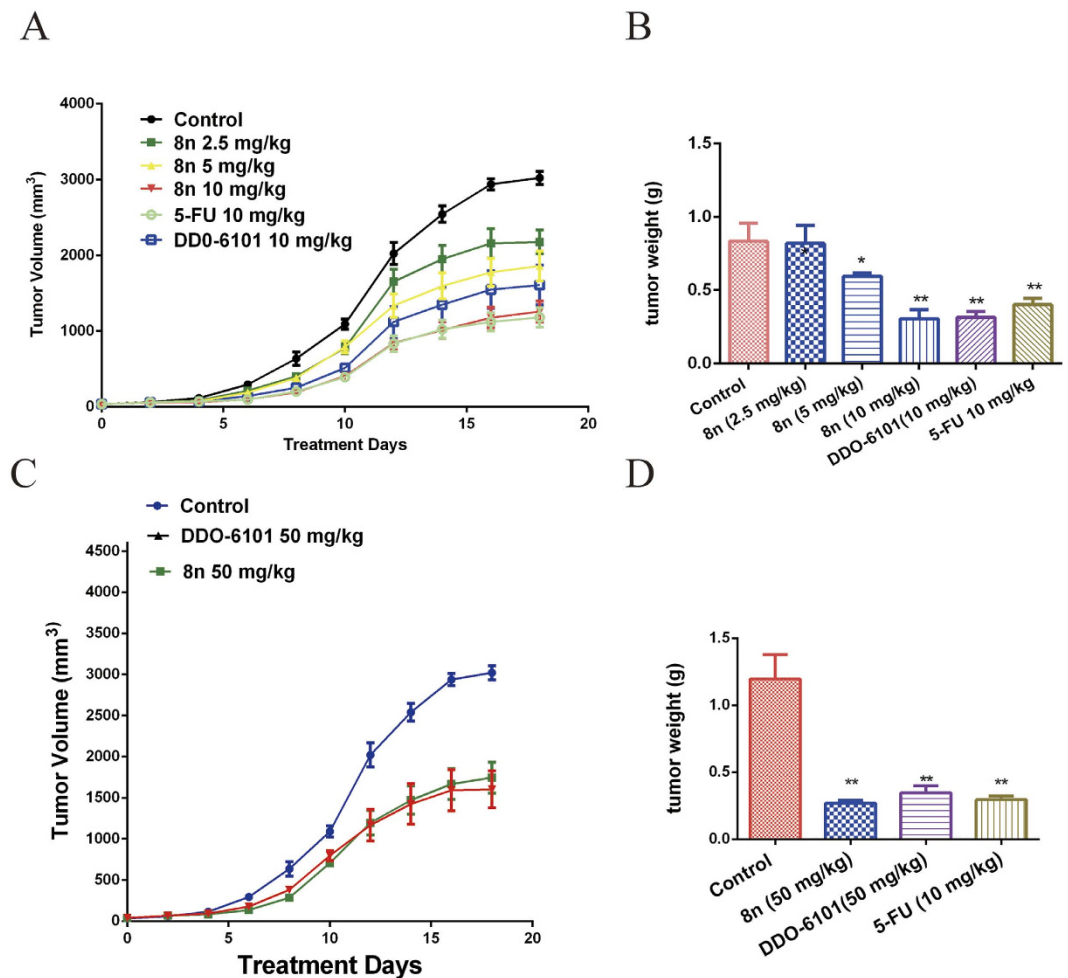 A
Tumor Volume (mm3)
4000
3000
2000
1000
0
Control
8n 2.5 mg/kg
8n 5 mg/kg
8n 10 mg/kg
5-FU 10 mg/kg
DD0-6101 10 mg/kg
0 5 10 15 20
Treatment Days
B
tumor weight (g)
1.5
1.0
0.5
0.0
*
*
**
**
**
Control
8n (2.5 mg/kg)
8n (5 mg/kg)
8n (10 mg/kg)
DDO-6101(10 mg/kg)
5-FU 10 mg/kg
C
Tumor Volume (mm3)
4500
4000
3500
3000
2500
2000
1500
1000
500
0
Control
DDO-6101 50 mg/kg
8n 50 mg/kg
0 5 10 15 20
Treatment Days
D
tumor weight (g)
1.5
1.0
0.5
0.0
**
**
**
Control
8n (50 mg/kg)
DDO-6101(50 mg/kg)
5-FU (10 mg/kg)